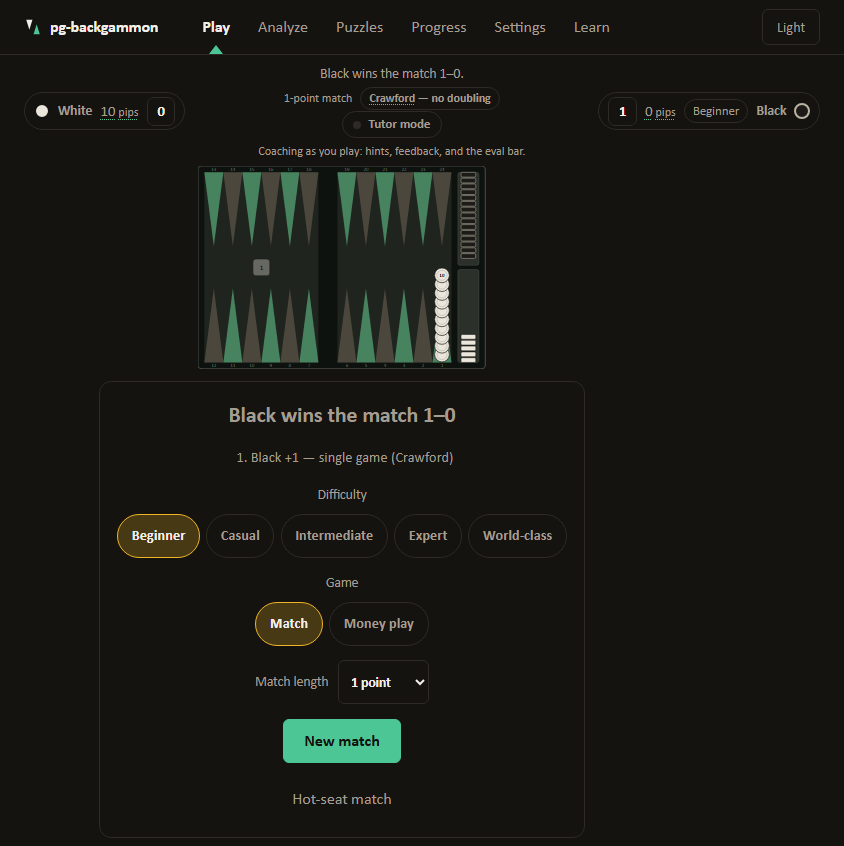 pg-backgammon Play Analyze Puzzles Progress Settings Learn Light
Black wins the match 1–0.
White 10 pips 0
1-point match Crawford — no doubling
1 0 pips Beginner Black
Tutor mode
Coaching as you play: hints, feedback, and the eval bar.
1
10
Black wins the match 1–0
1. Black +1 — single game (Crawford)
Difficulty
Beginner Casual Intermediate Expert World-class
Game
Match Money play
Match length 1 point
New match
Hot-seat match